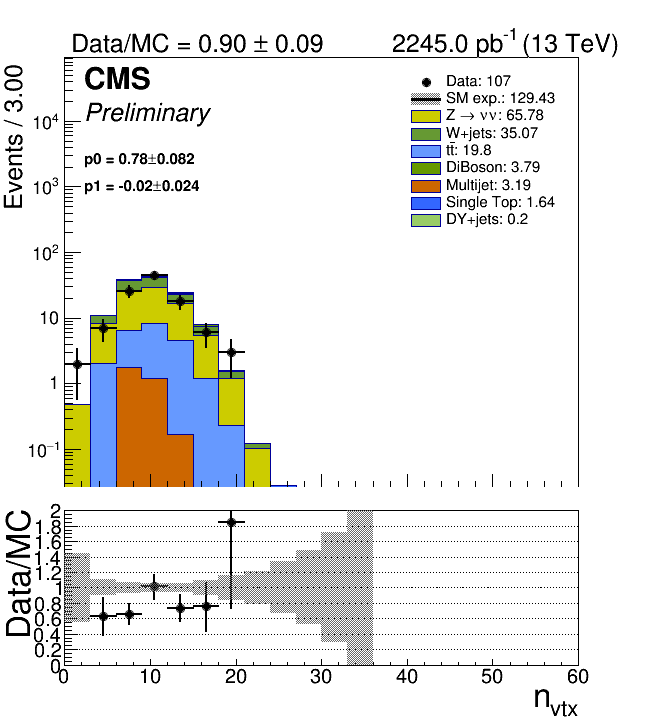 Data/MC = 0.90 ± 0.09
2245.0 pb⁻¹ (13 TeV)
Events / 3.00
CMS
Preliminary
p0 = 0.78±0.082
p1 = -0.02±0.024
Data: 107
SM exp.: 129.43
Z → νν: 65.78
W+jets: 35.07
tt̄: 19.8
DiBoson: 3.79
Multijet: 3.19
Single Top: 1.64
DY+jets: 0.2
10⁴
10³
10²
10
1
10⁻¹
Data/MC
2
1.8
1.6
1.4
1.2
1
0.8
0.6
0.4
0.2
0
0 10 20 30 40 50 60
n_vtx